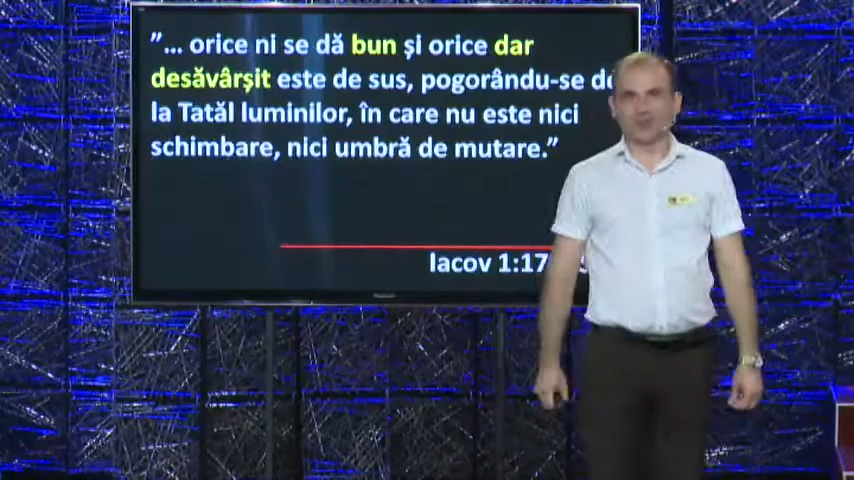 "... orice ni se dă bun și orice dar
desăvârșit este de sus, pogorându-se
la Tatăl luminilor, în care nu este nici
schimbare, nici umbră de mutare."
Iacov 1:17